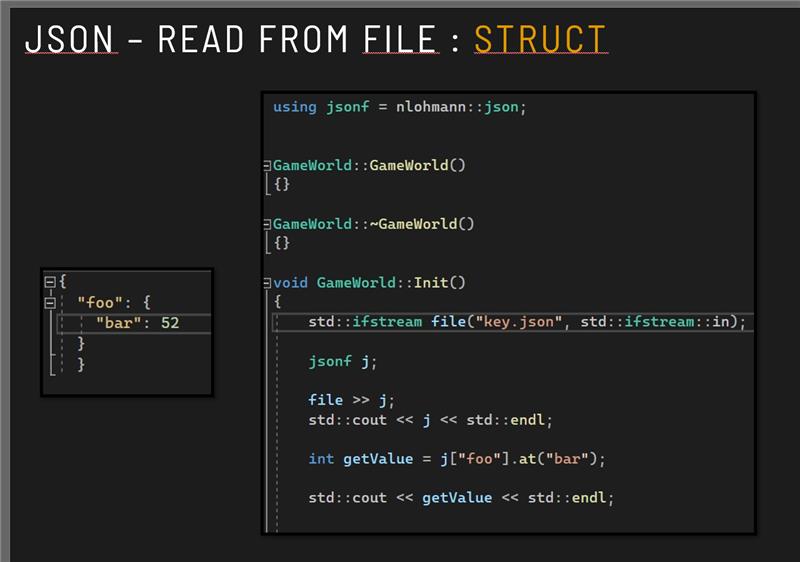 JSON – READ FROM FILE : STRUCT
{
"foo": {
"bar": 52
}
}
using jsonf = nlohmann::json;
GameWorld::GameWorld()
{}
GameWorld::~GameWorld()
{}
void GameWorld::Init()
{
std::ifstream file("key.json", std::ifstream::in);
jsonf j;
file >> j;
std::cout << j << std::endl;
int getValue = j["foo"].at("bar");
std::cout << getValue << std::endl;